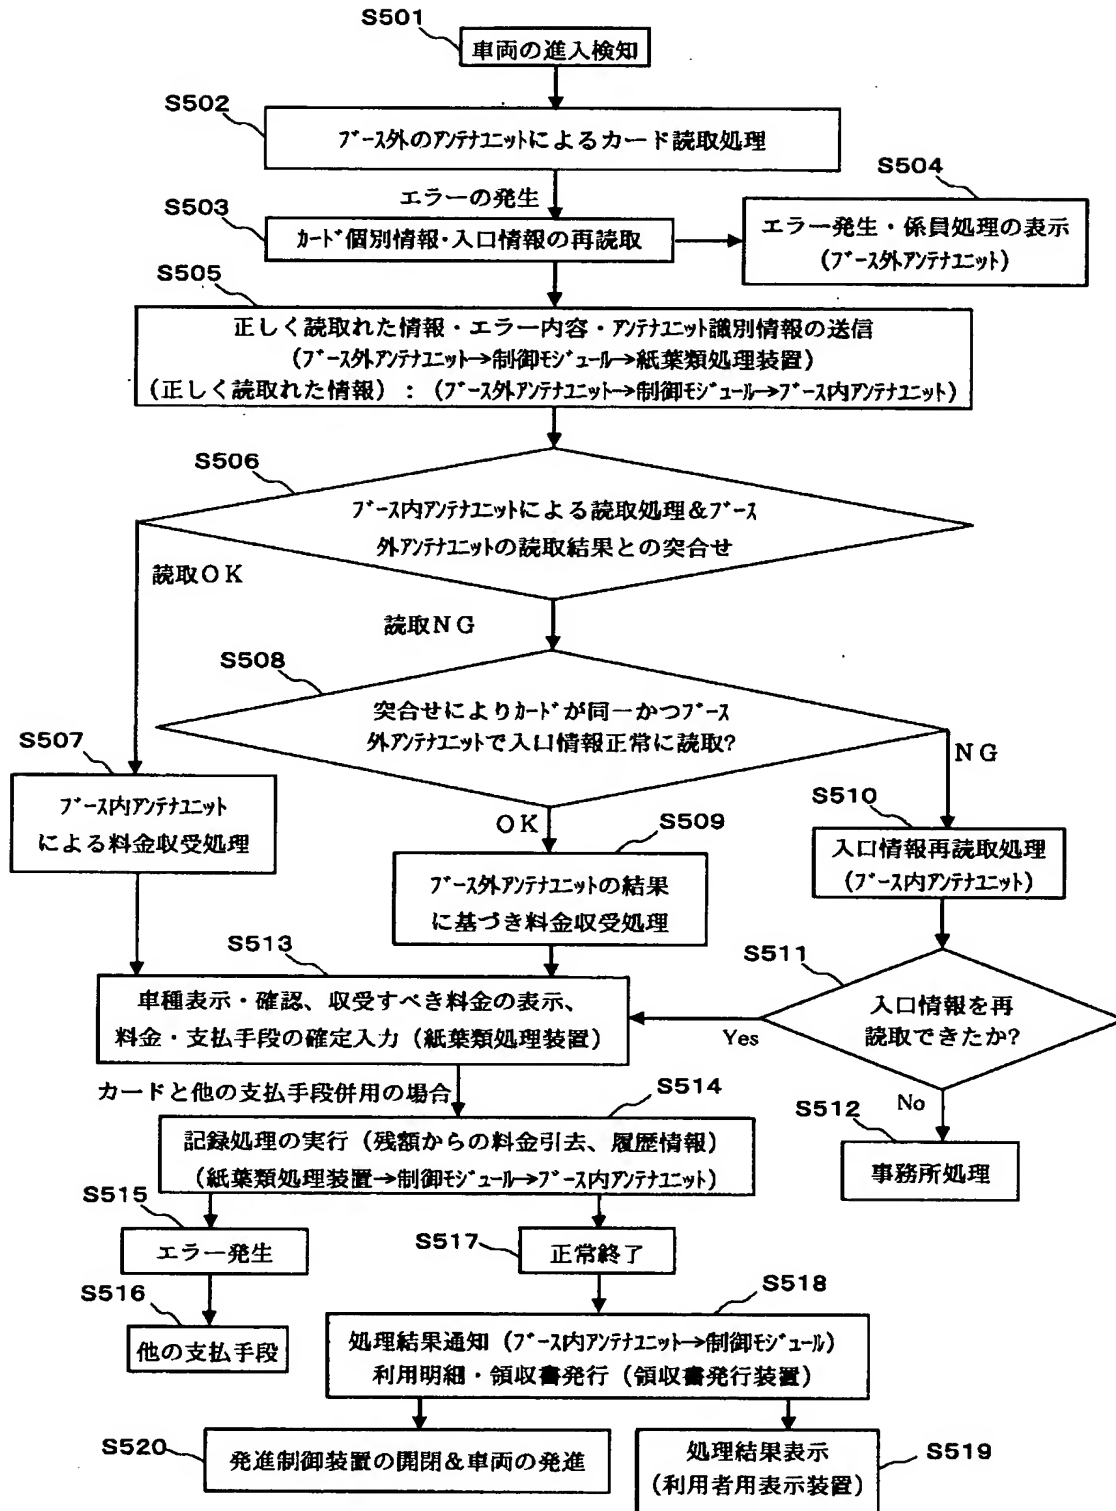 S501
車両の進入検知
S502
ﾌﾞｰｽ外のｱﾝﾃﾅﾕﾆｯﾄによるカード読取処理
エラーの発生
S503
ｶｰﾄﾞ個別情報・入口情報の再読取
S504
エラー発生・係員処理の表示
(ﾌﾞｰｽ外ｱﾝﾃﾅﾕﾆｯﾄ)
S505
正しく読取れた情報・エラー内容・ｱﾝﾃﾅﾕﾆｯﾄ識別情報の送信
(ﾌﾞｰｽ外ｱﾝﾃﾅﾕﾆｯﾄ→制御ﾓｼﾞｭｰﾙ→紙葉類処理装置)
(正しく読取れた情報)：(ﾌﾞｰｽ外ｱﾝﾃﾅﾕﾆｯﾄ→制御ﾓｼﾞｭｰﾙ→ﾌﾞｰｽ内ｱﾝﾃﾅﾕﾆｯﾄ)
S506
ﾌﾞｰｽ内ｱﾝﾃﾅﾕﾆｯﾄによる読取処理＆ﾌﾞｰｽ
外ｱﾝﾃﾅﾕﾆｯﾄの読取結果との突合せ
読取ＯＫ
読取ＮＧ
S508
突合せによりｶｰﾄﾞが同一かつﾌﾞｰｽ
外ｱﾝﾃﾅﾕﾆｯﾄで入口情報正常に読取?
S507
ﾌﾞｰｽ内ｱﾝﾃﾅﾕﾆｯﾄ
による料金収受処理
ＯＫ
ＮＧ
S509
ﾌﾞｰｽ外ｱﾝﾃﾅﾕﾆｯﾄの結果
に基づき料金収受処理
S510
入口情報再読取処理
(ﾌﾞｰｽ内ｱﾝﾃﾅﾕﾆｯﾄ)
S511
入口情報を再
読取できたか?
Yes
No
S512
事務所処理
S513
車種表示・確認、収受すべき料金の表示、
料金・支払手段の確定入力(紙葉類処理装置)
カードと他の支払手段併用の場合
S514
記録処理の実行(残額からの料金引去、履歴情報)
(紙葉類処理装置→制御ﾓｼﾞｭｰﾙ→ﾌﾞｰｽ内ｱﾝﾃﾅﾕﾆｯﾄ)
S515
エラー発生
S516
他の支払手段
S517
正常終了
S518
処理結果通知(ﾌﾞｰｽ内ｱﾝﾃﾅﾕﾆｯﾄ→制御ﾓｼﾞｭｰﾙ)
利用明細・領収書発行(領収書発行装置)
S520
発進制御装置の開閉＆車両の発進
S519
処理結果表示
(利用者用表示装置)